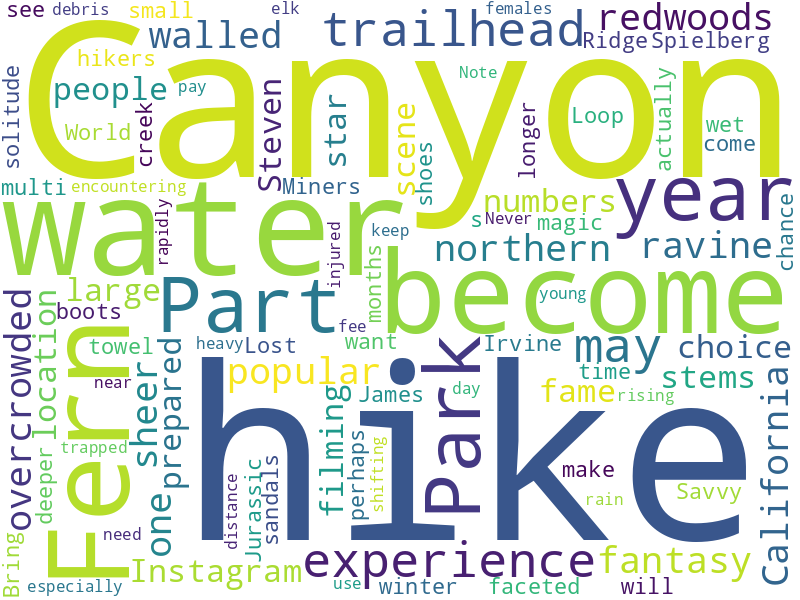 see debris small elk females
walled trailhead redwoods
Ridge Spielberg
hikers
Canyon
people pay Note
solitude World creek Steven star scene shoes longer Loop actually wet come
multi encountering Miners
numbers year
water rapidly s Never magic chance
northern ravine
injured keep months
large Part become young
boots fee may choice
overcrowded location Fern towel sheer prepared heavy Lost want Irvine
near popular James day time stems
Park fame rising
hike
trapped deeper filming perhaps shifting make California
one distance Jurassic sandals rain Savvy
need experience fantasy
Bring Instagram
especially use winter faceted will